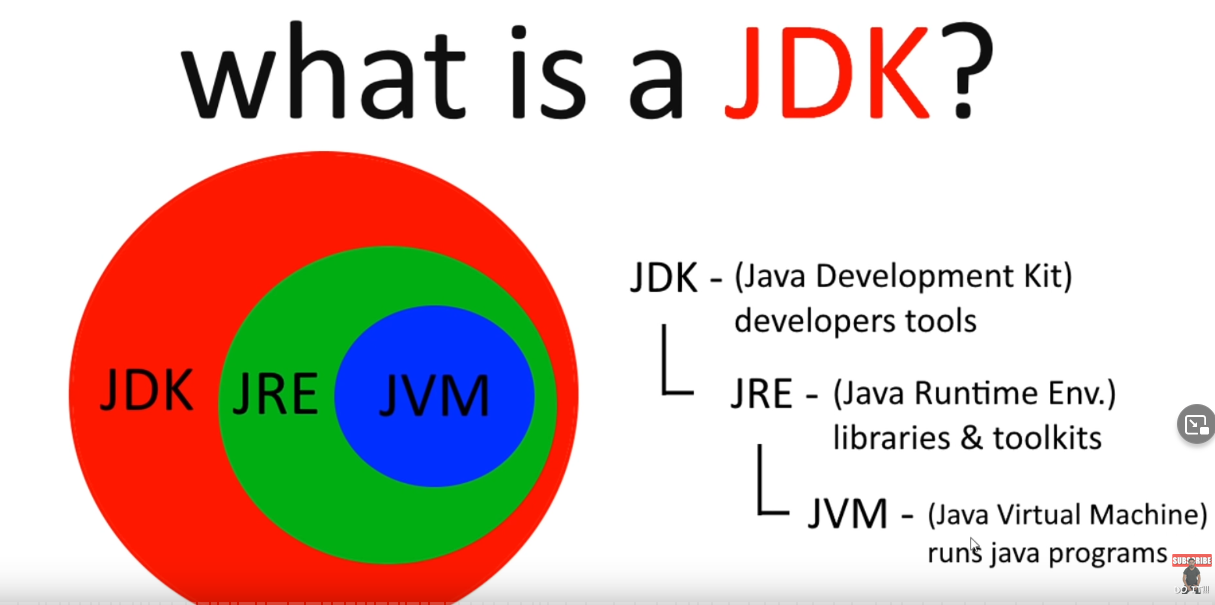 what is a JDK?
JDK
JRE
JVM
JDK - (Java Development Kit)
developers tools
JRE - (Java Runtime Env.)
libraries & toolkits
JVM - (Java Virtual Machine)
runs java programs
SUBSCRIBE